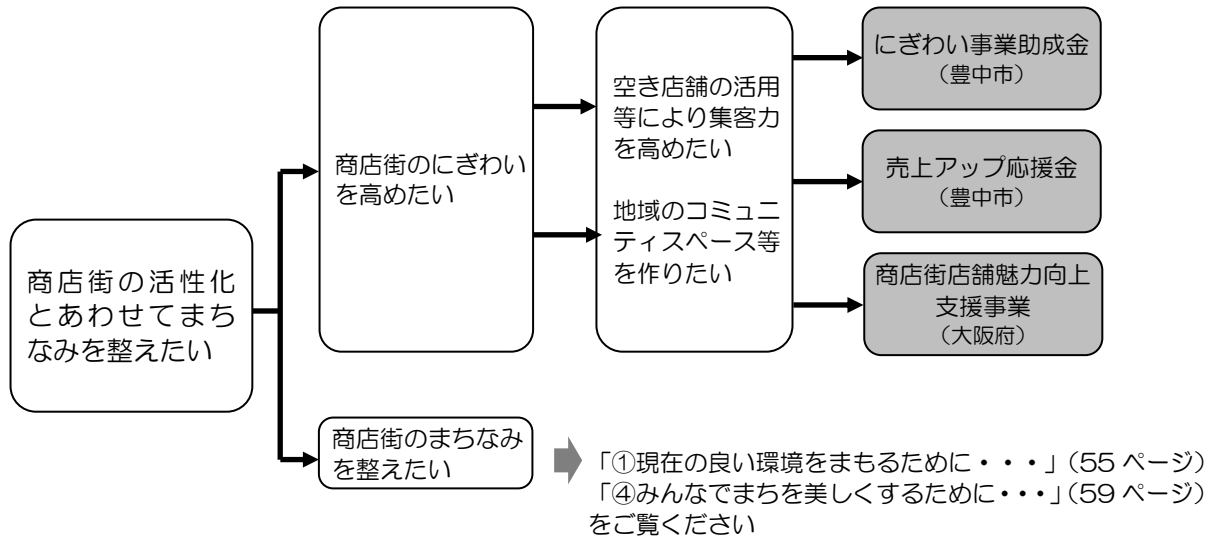 商店街の活性化
とあわせてまち
なみを整えたい
商店街のにぎわい
を高めたい
空き店舗の活用
等により集客力
を高めたい
地域のコミュニ
ティスペース等
を作りたい
にぎわい事業助成金
（豊中市）
売上アップ応援金
（豊中市）
商店街店舗魅力向上
支援事業
（大阪府）
商店街のまちなみ
を整えたい
「①現在の良い環境をまもるために・・・」（55 ページ）
「④みんなでまちを美しくするために・・・」（59 ページ）
をご覧ください